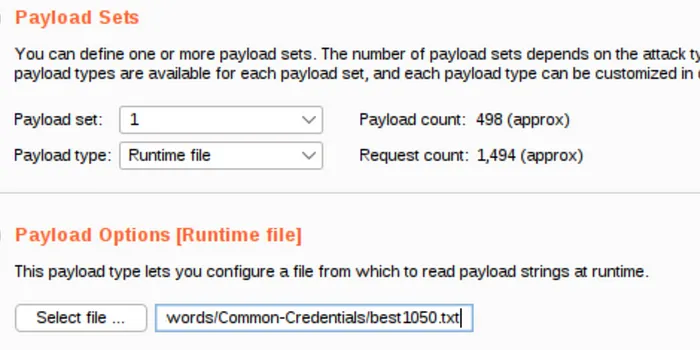 Payload Sets
You can define one or more payload sets. The number of payload sets depends on the attack ty
payload types are available for each payload set, and each payload type can be customized in
Payload set: 1 Payload count: 498 (approx)
Payload type: Runtime file Request count: 1,494 (approx)
Payload Options [Runtime file]
This payload type lets you configure a file from which to read payload strings at runtime.
Select file ... words/Common-Credentials/best1050.txt